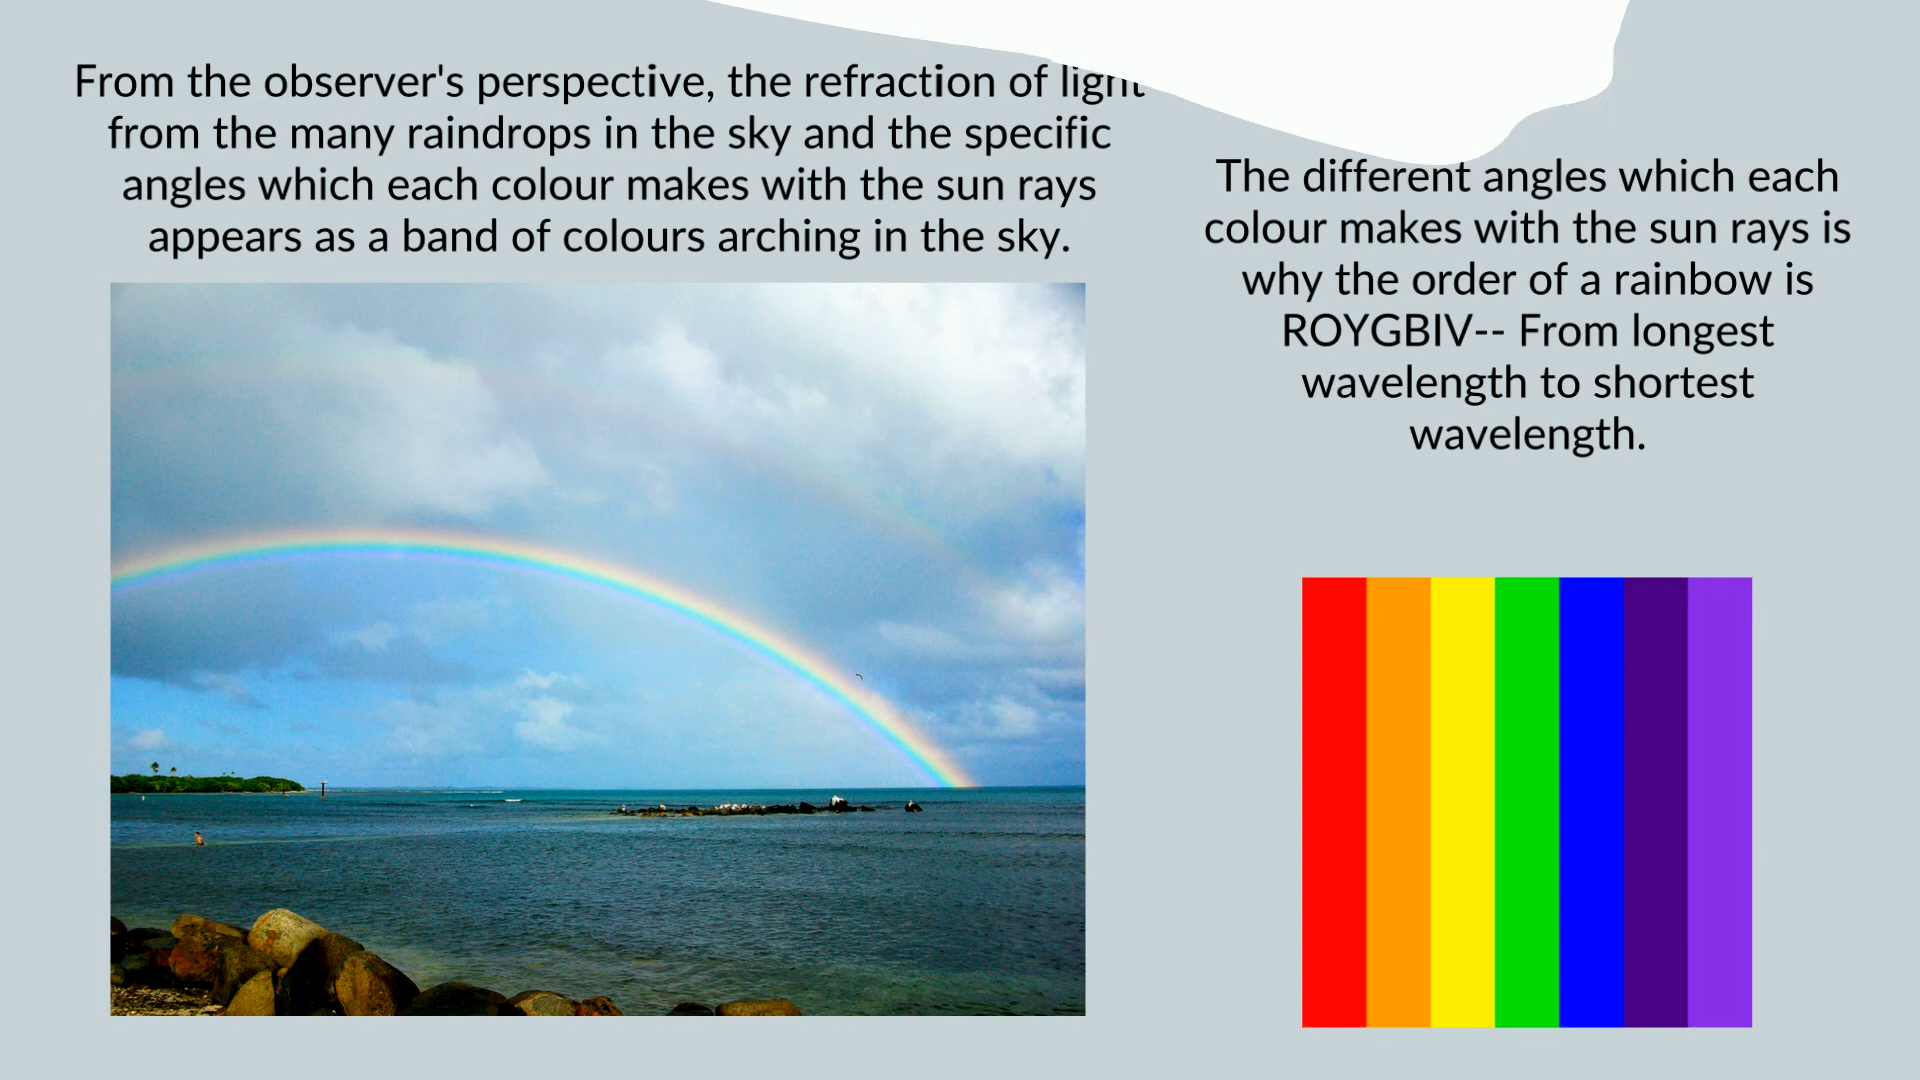 From the observer's perspective, the refraction of light
from the many raindrops in the sky and the specific
angles which each colour makes with the sun rays
appears as a band of colours arching in the sky.
The different angles which each
colour makes with the sun rays is
why the order of a rainbow is
ROYGBIV-- From longest
wavelength to shortest
wavelength.